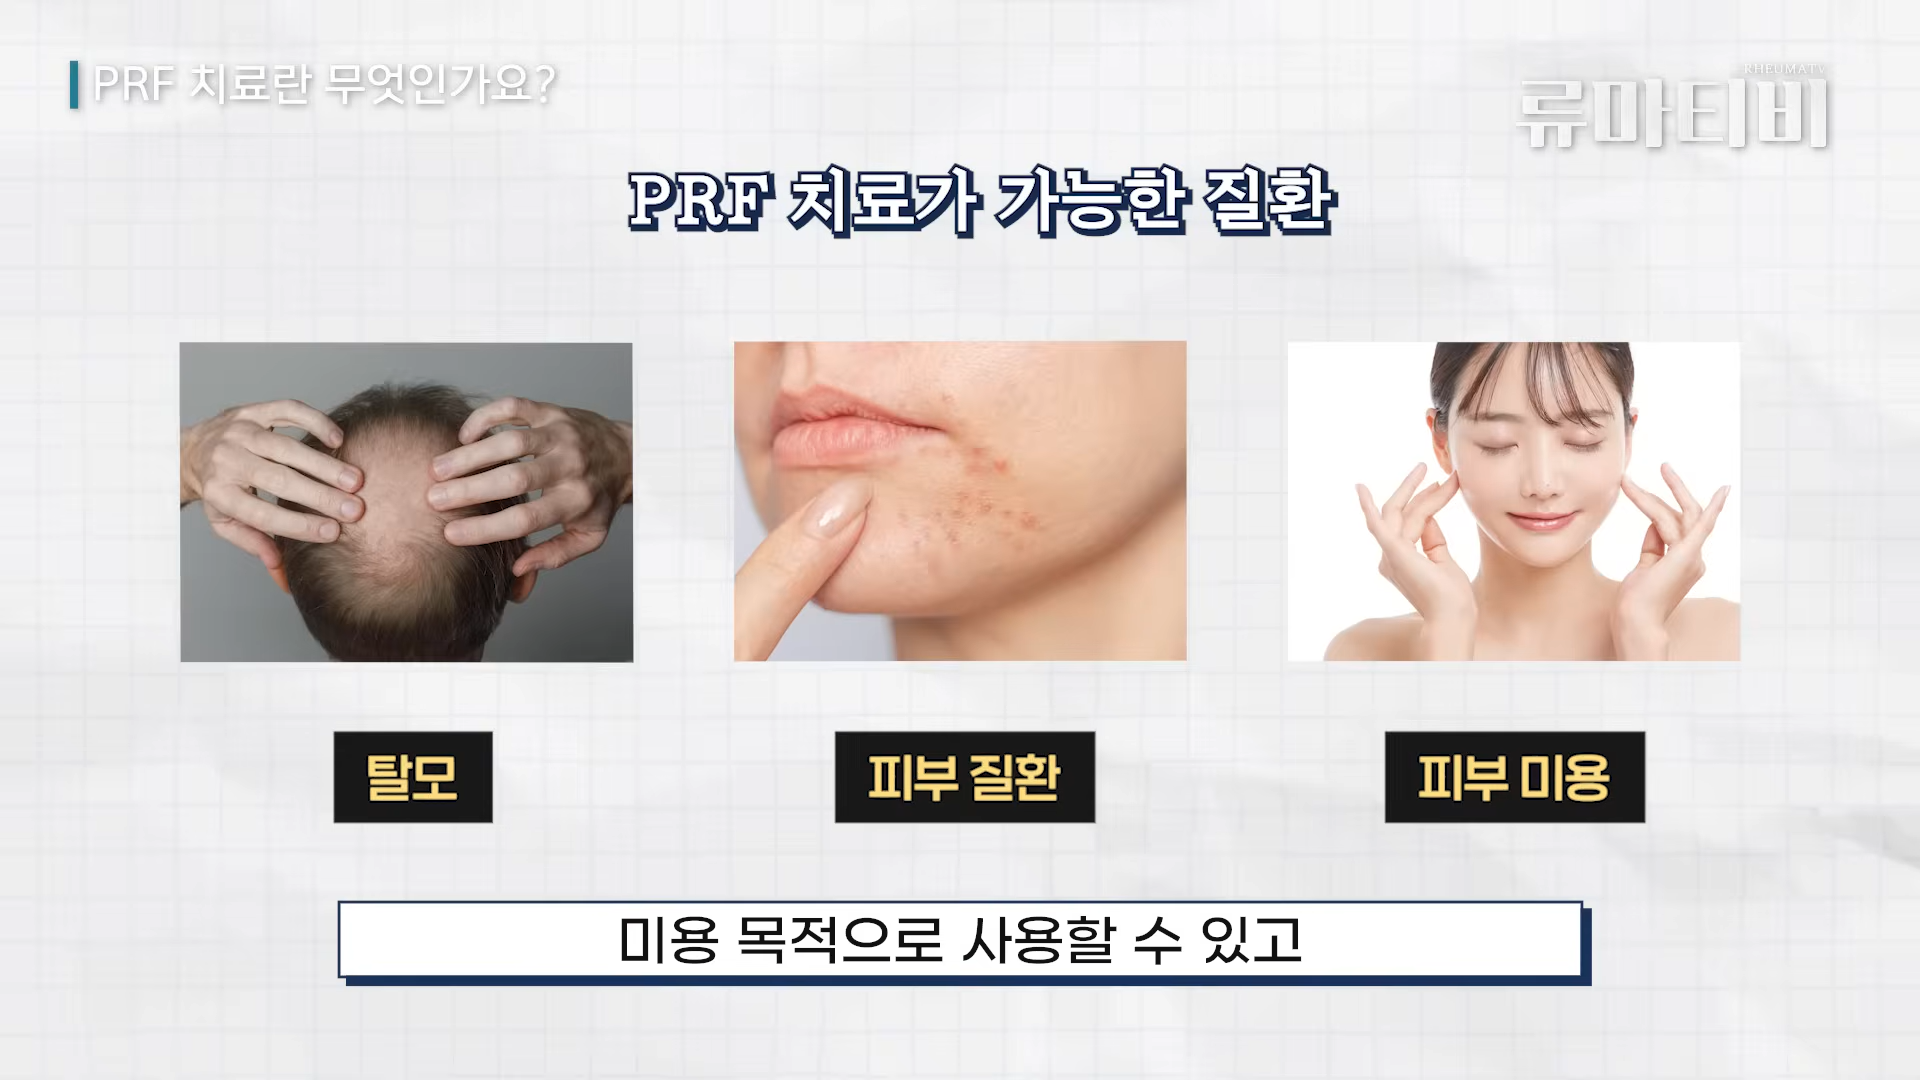 PRF 치료란 무엇인가요?
RHEUMATV
류마티비
PRF 치료가 가능한 질환
탈모
피부 질환
피부 미용
미용 목적으로 사용할 수 있고